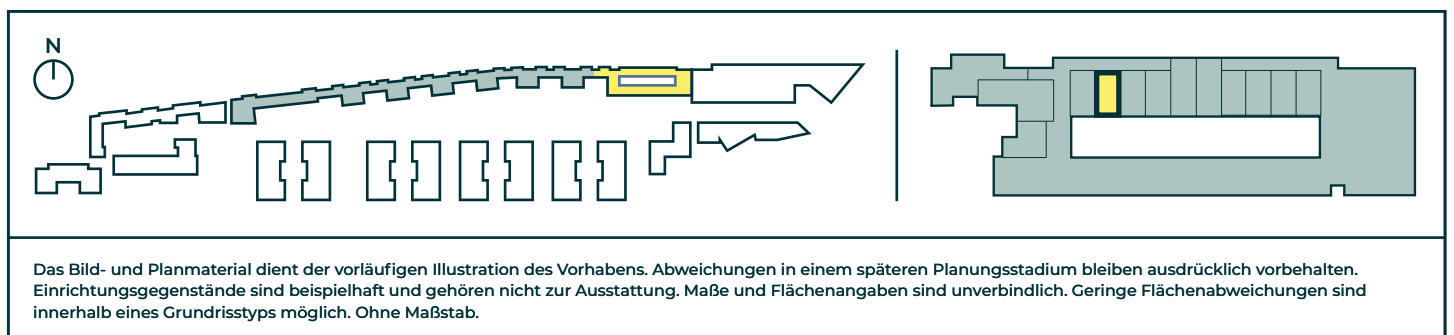 N
Das Bild- und Planmaterial dient der vorläufigen Illustration des Vorhabens. Abweichungen in einem späteren Planungsstadium bleiben ausdrücklich vorbehalten.
Einrichtungsgegenstände sind beispielhaft und gehören nicht zur Ausstattung. Maße und Flächenangaben sind unverbindlich. Geringe Flächenabweichungen sind
innerhalb eines Grundrisstyps möglich. Ohne Maßstab.